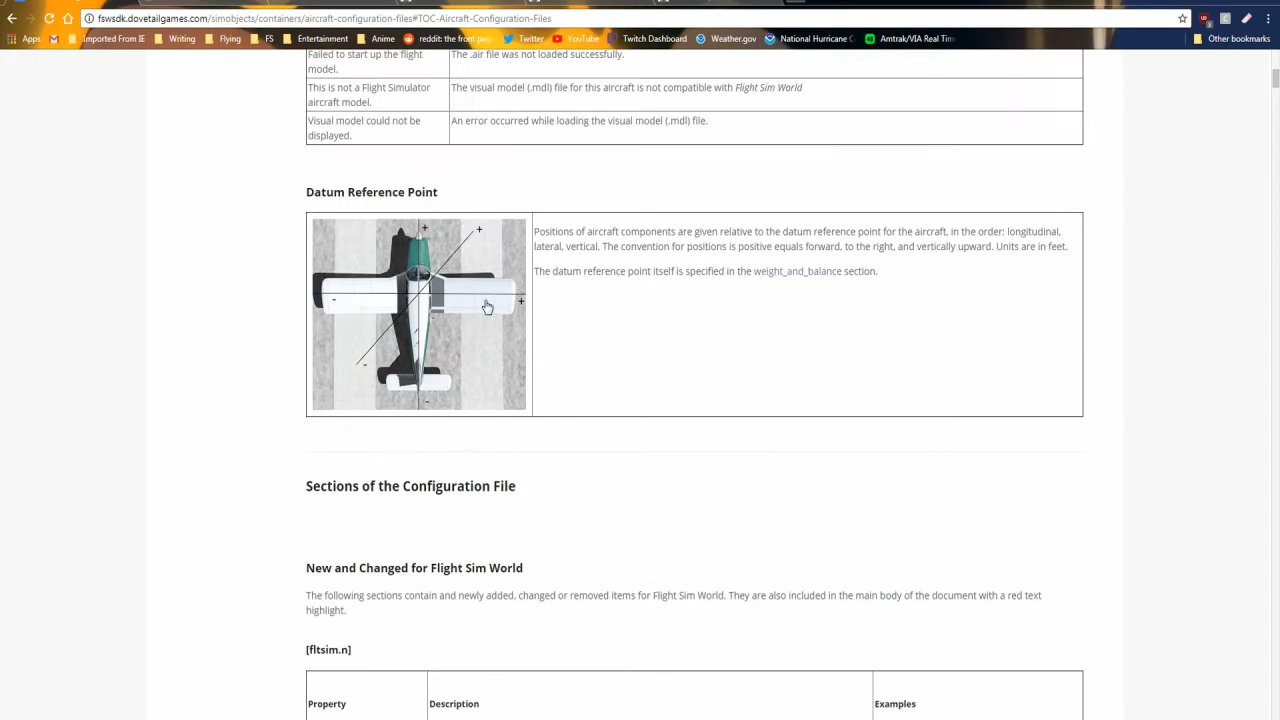 fswsdk.dovetailgames.com/simobjects/containers/aircraft-configuration-files#TOC-Aircraft-Configuration-Files
Apps Imported From IE Writing Flying FS Entertainment Anime reddit: the front page Twitter YouTube Twitch Dashboard Weather.gov National Hurricane C Amtrak/VIA Real Tim Other bookmarks
Failed to start up the flight
model.
The .air file was not loaded successfully.
This is not a Flight Simulator
aircraft model.
The visual model (.mdl) file for this aircraft is not compatible with Flight Sim World
Visual model could not be
displayed.
An error occurred while loading the visual model (.mdl) file.
Datum Reference Point
Positions of aircraft components are given relative to the datum reference point for the aircraft, in the order: longitudinal,
lateral, vertical. The convention for positions is positive equals forward, to the right, and vertically upward. Units are in feet.
The datum reference point itself is specified in the weight_and_balance section.
+ +
- +
-
-
Sections of the Configuration File
New and Changed for Flight Sim World
The following sections contain and newly added, changed or removed items for Flight Sim World. They are also included in the main body of the document with a red text
highlight.
[fltsim.n]
Property Description Examples